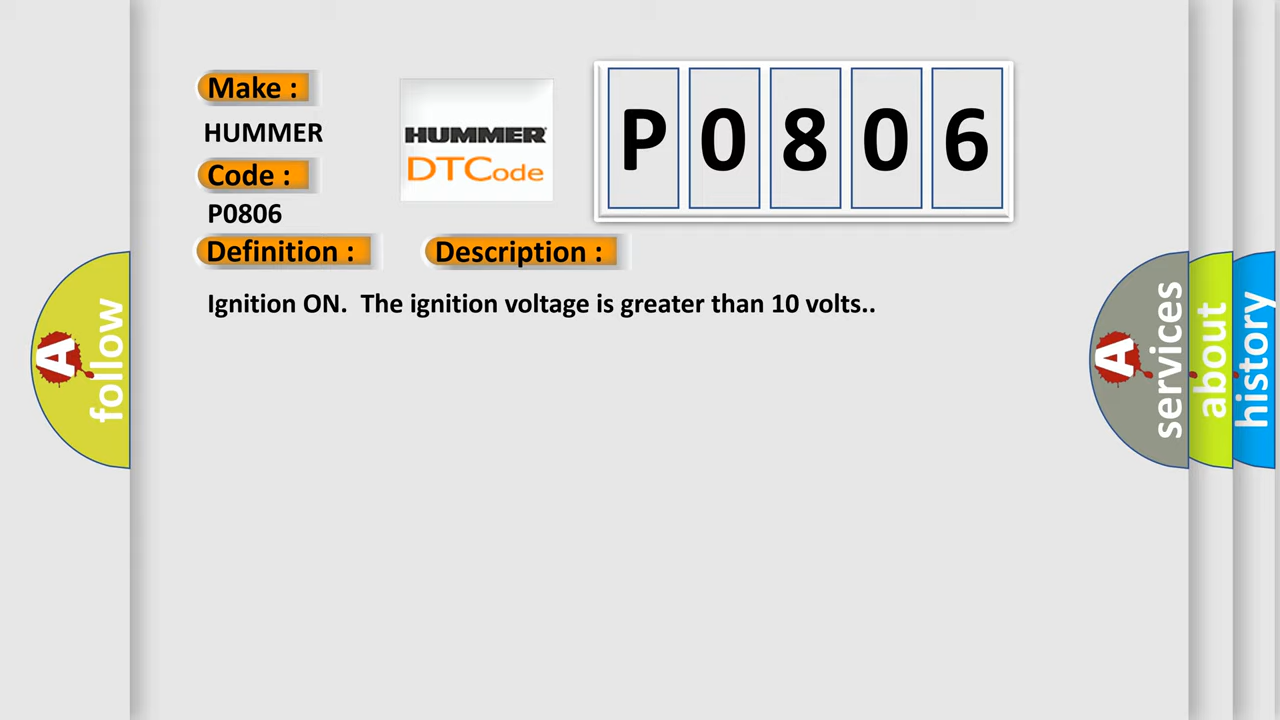 Make :
HUMMER
Code :
P0806
HUMMER
DTCode
P0806
Definition :
Description :
Ignition ON. The ignition voltage is greater than 10 volts..
A
follow
A
services
about
history